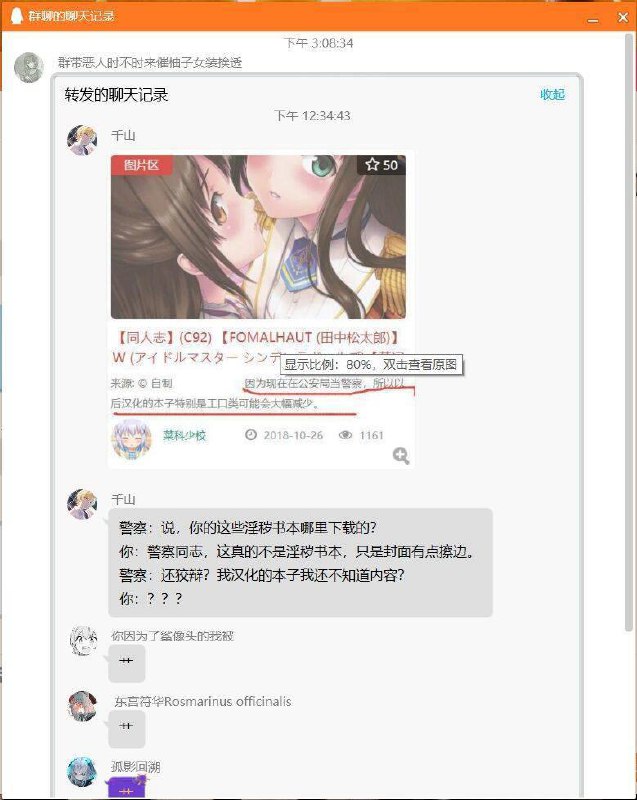 群聊的聊天记录
下午 3:08:34
群带恶人时不时来催柚子女装换透
转发的聊天记录
收起
下午 12:34:43
千山
图片区
50
【同人志】(C92) 【FOMALHAUT (田中松太郎)】
W (アイドルマスター シンデ
显示比例：80%，双击查看原图
来源: © 自制
因为现在在公安局当警察，所以以
后汉化的本子特别是工口类可能会大幅减少。
菜科少校
2018-10-26
1161
千山
警察：说，你的这些淫秽书本哪里下载的？
你：警察同志，这真的不是淫秽书本，只是封面有点擦边。
警察：还狡辩？我汉化的本子我还不知道内容？
你：？？？
你因为了鲨像头的我被
艹
东宫符华Rosmarinus officinalis
艹
孤影回溯
艹